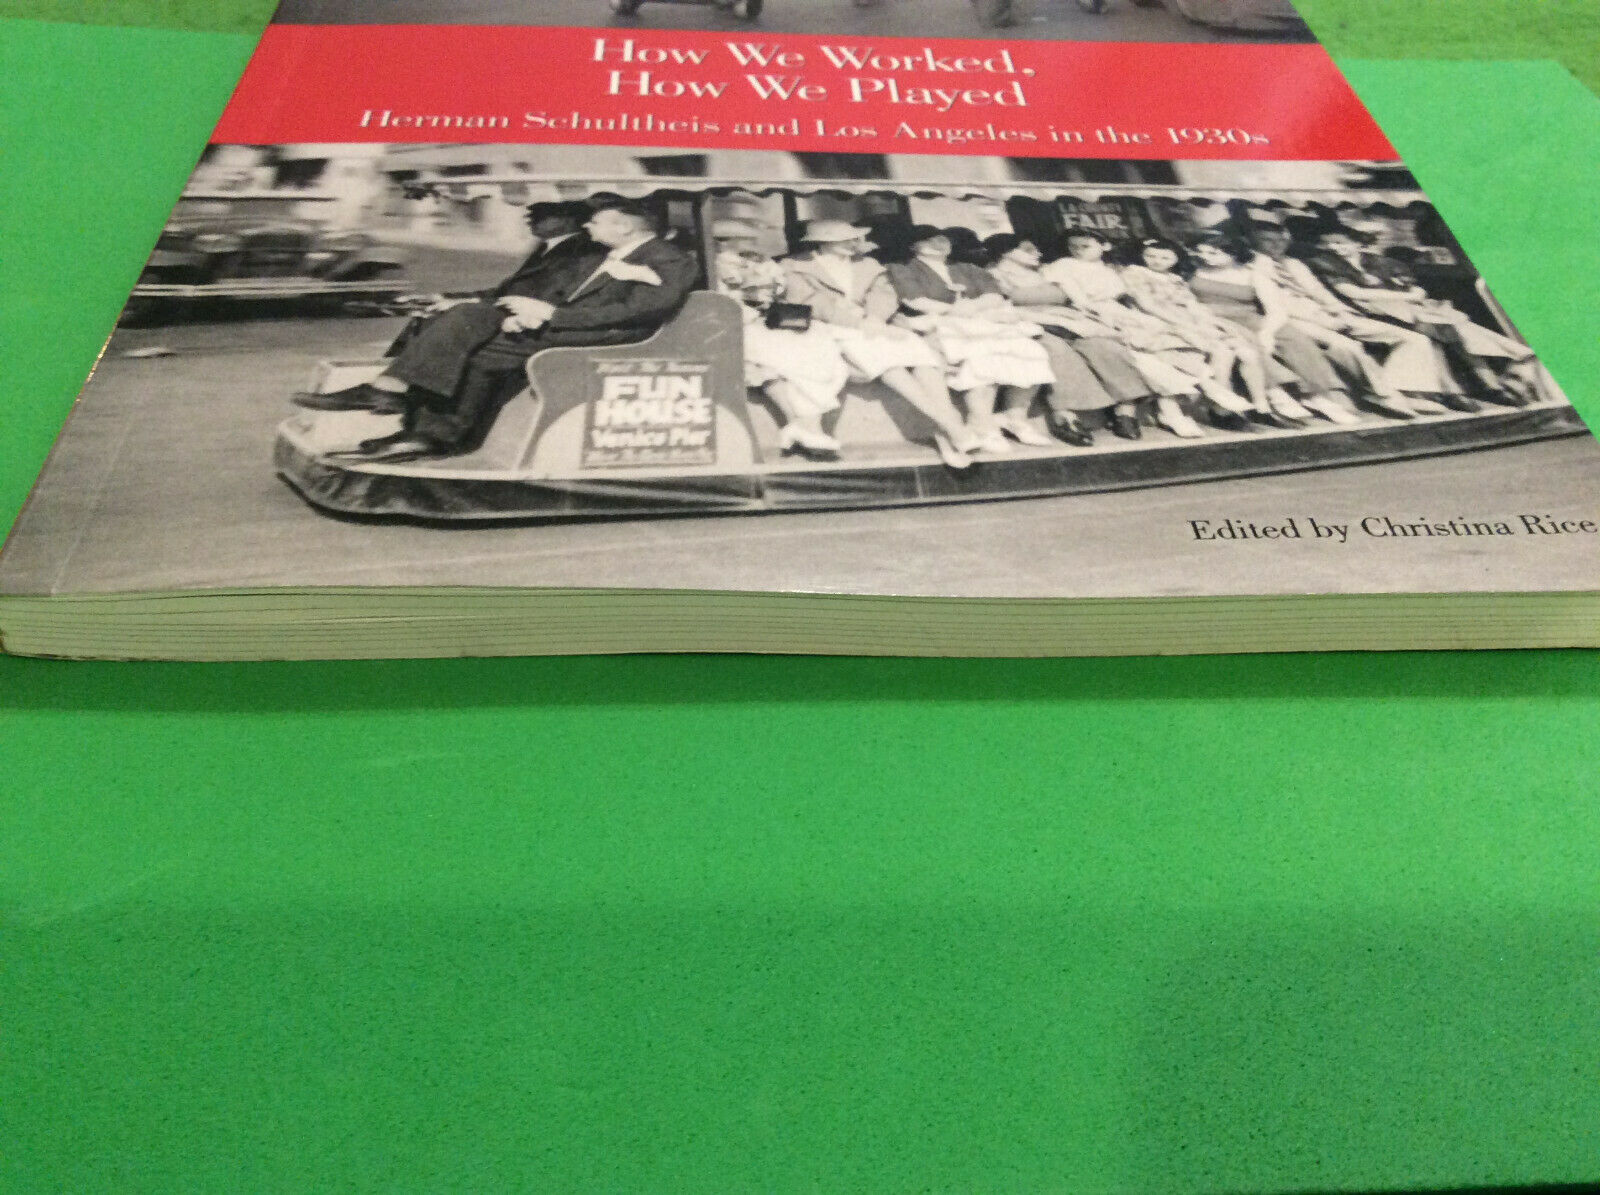 How We Worked,
How We Played
Herman Schultheis and Los Angeles in the 1930s
FAIR
FUN
HOUSE
Venice Pier
Edited by Christina Rice